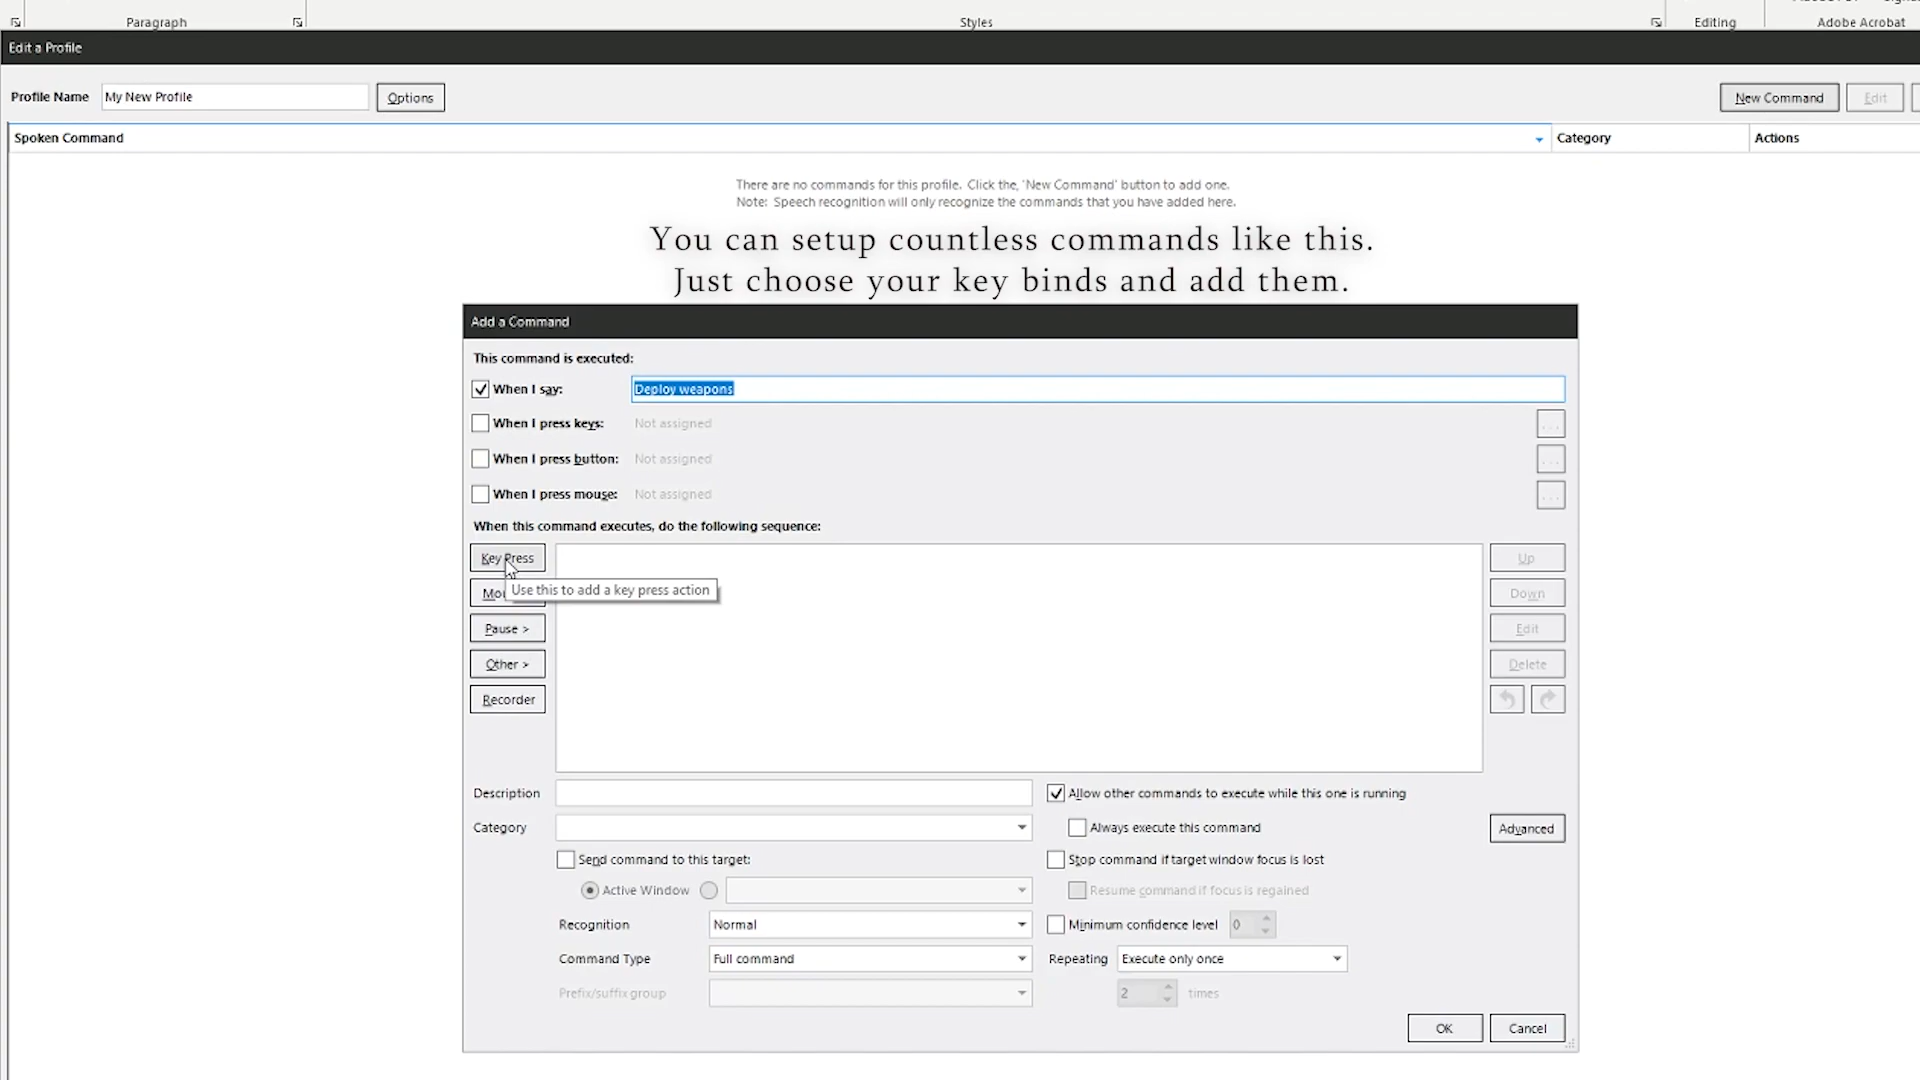 Paragraph
Styles
Editing
Adobe Acrobat
Edit a Profile
Profile Name My New Profile Options New Command Edit
Spoken Command Category Actions
There are no commands for this profile. Click the, 'New Command' button to add one.
Note: Speech recognition will only recognize the commands that you have added here.
You can setup countless commands like this.
Just choose your key binds and add them.
Add a Command
This command is executed:
When I say: Deploy weapons
When I press keys: Not assigned ...
When I press button: Not assigned ...
When I press mouse: Not assigned ...
When this command executes, do the following sequence:
Key Press Up
Use this to add a key press action
Down
Pause > Edit
Other > Delete
Recorder
Description Allow other commands to execute while this one is running
Category Always execute this command Advanced
Send command to this target: Stop command if target window focus is lost
Active Window Resume command if focus is regained
Recognition Normal Minimum confidence level 0
Command Type Full command Repeating Execute only once
Prefix/suffix group 2 times
OK Cancel